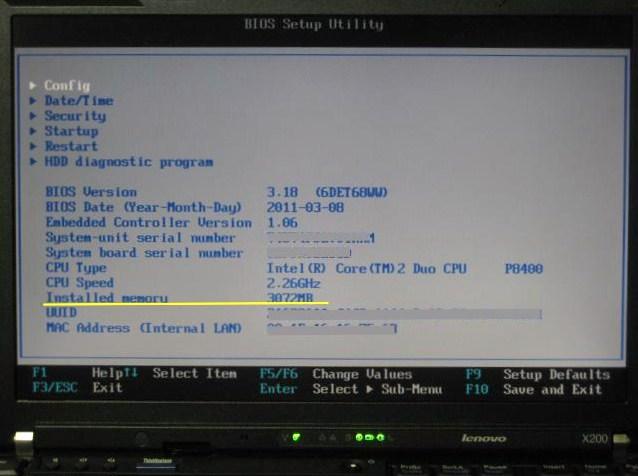 BIOS Setup Utility
▶ Config
▶ Date/Time
▶ Security
▶ Startup
▶ Restart
▶ HDD diagnostic program
BIOS Version 3.18 (6DET68WW)
BIOS Date (Year-Month-Day) 2011-03-08
Embedded Controller Version 1.06
System-unit serial number
System board serial number
CPU Type Intel(R) Core(TM)2 Duo CPU P8400
CPU Speed 2.26GHz
Installed memory 3072MB
UUID
MAC Address (Internal LAN)
F1 Help ↑↓ Select Item F5/F6 Change Values F9 Setup Defaults
F3/ESC Exit Enter Select ▶ Sub-Menu F10 Save and Exit
lenovo X200
ThinkVantage